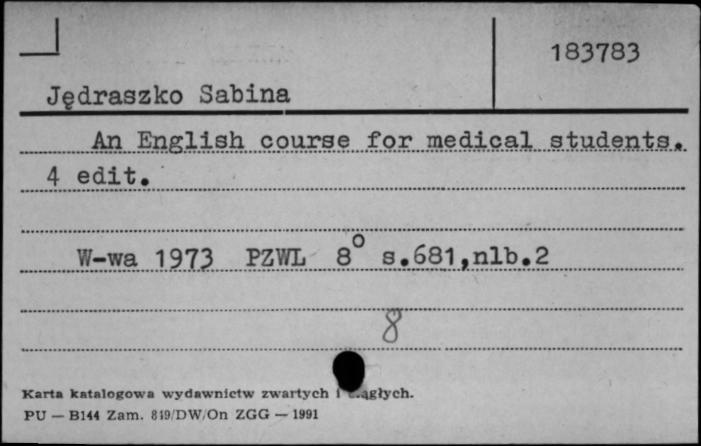 183783
Jędraszko Sabina
An English course for medical students.
4 edit.
W-wa 1973 PZWL 8° s.681,nlb.2
8
Karta katalogowa wydawnictw zwartych i
PU — B144 Zam. 819/DW/On ZGG — 1991